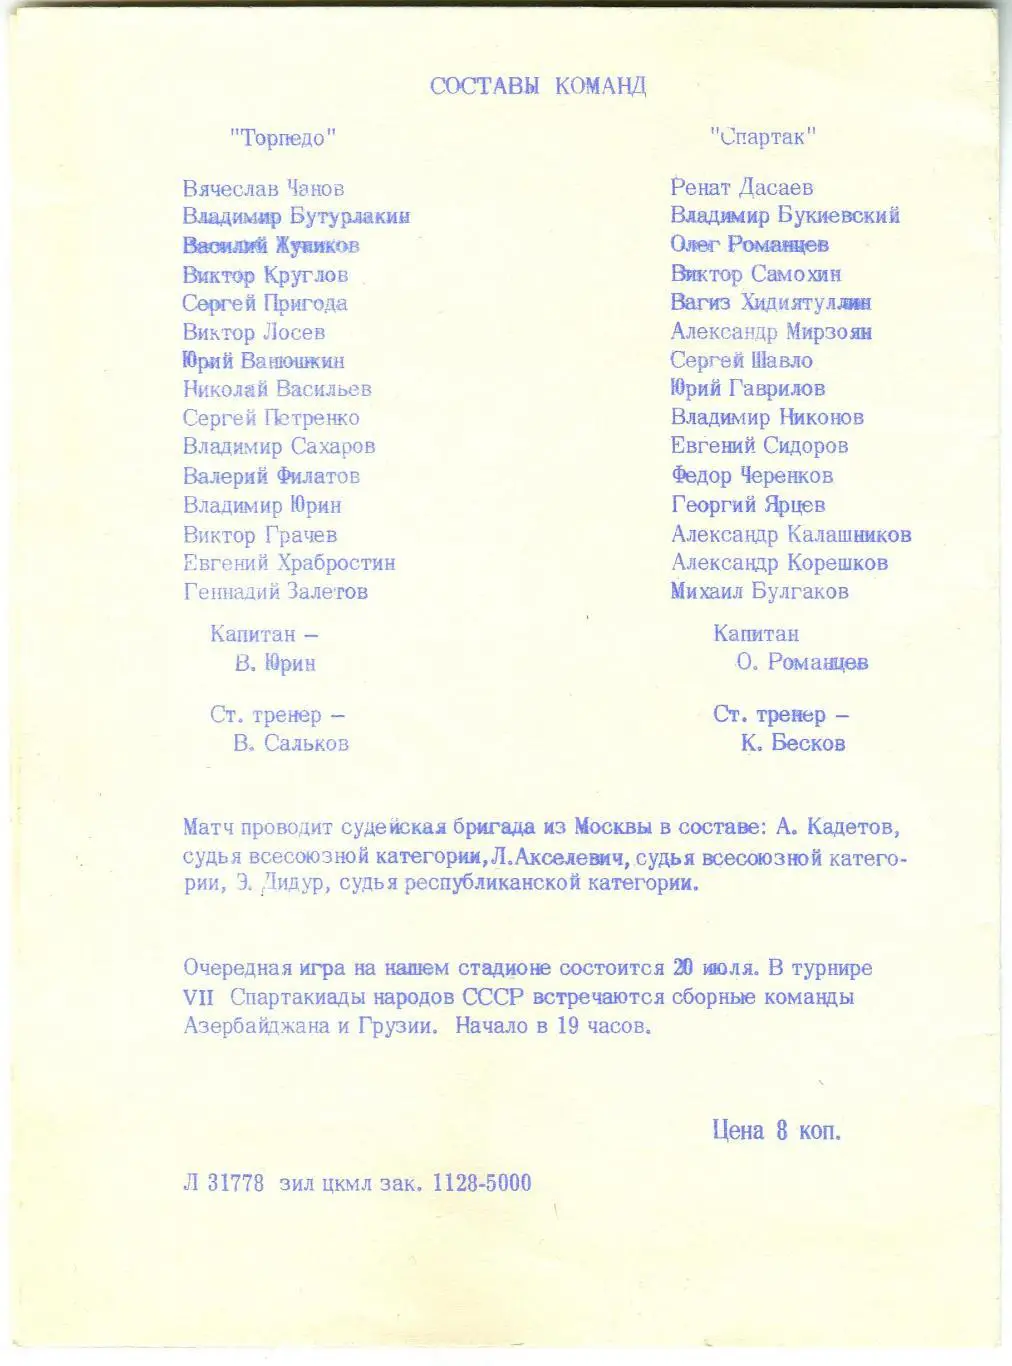 СОСТАВЫ КОМАНД
"Торпедо"
Вячеслав Чанов
Владимир Бутурлакин
Василий Жупиков
Виктор Круглов
Сергей Пригода
Виктор Лосев
Юрий Ванюшкин
Николай Васильев
Сергей Петренко
Владимир Сахаров
Валерий Филатов
Владимир Юрин
Виктор Грачев
Евгений Храбростин
Геннадий Залетов
Капитан –
В. Юрин
Ст. тренер –
В. Сальков
"Спартак"
Ренат Дасаев
Владимир Букиевский
Олег Романцев
Виктор Самохин
Вагиз Хидиятуллин
Александр Мирзоян
Сергей Шавло
Юрий Гаврилов
Владимир Никонов
Евгений Сидоров
Федор Черенков
Георгий Ярцев
Александр Калашников
Александр Корешков
Михаил Булгаков
Капитан
О. Романцев
Ст. тренер –
К. Бесков
Матч проводит судейская бригада из Москвы в составе: А. Кадетов,
судья всесоюзной категории,Л.Акселевич, судья всесоюзной катего-
рии, Э. Дидур, судья республиканской категории.
Очередная игра на нашем стадионе состоится 20 июля. В турнире
VII Спартакиады народов СССР встречаются сборные команды
Азербайджана и Грузии. Начало в 19 часов.
Цена 8 коп.
Л 31778 зил цкмл зак. 1128-5000